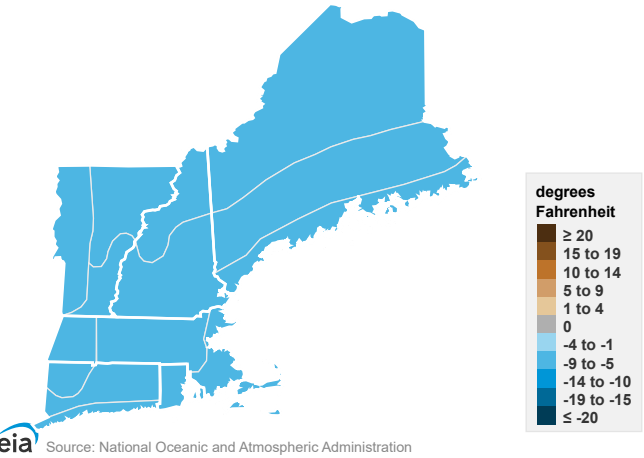 degrees
Fahrenheit
≥ 20
15 to 19
10 to 14
5 to 9
1 to 4
0
-4 to -1
-9 to -5
-14 to -10
-19 to -15
≤ -20
eia
Source: National Oceanic and Atmospheric Administration